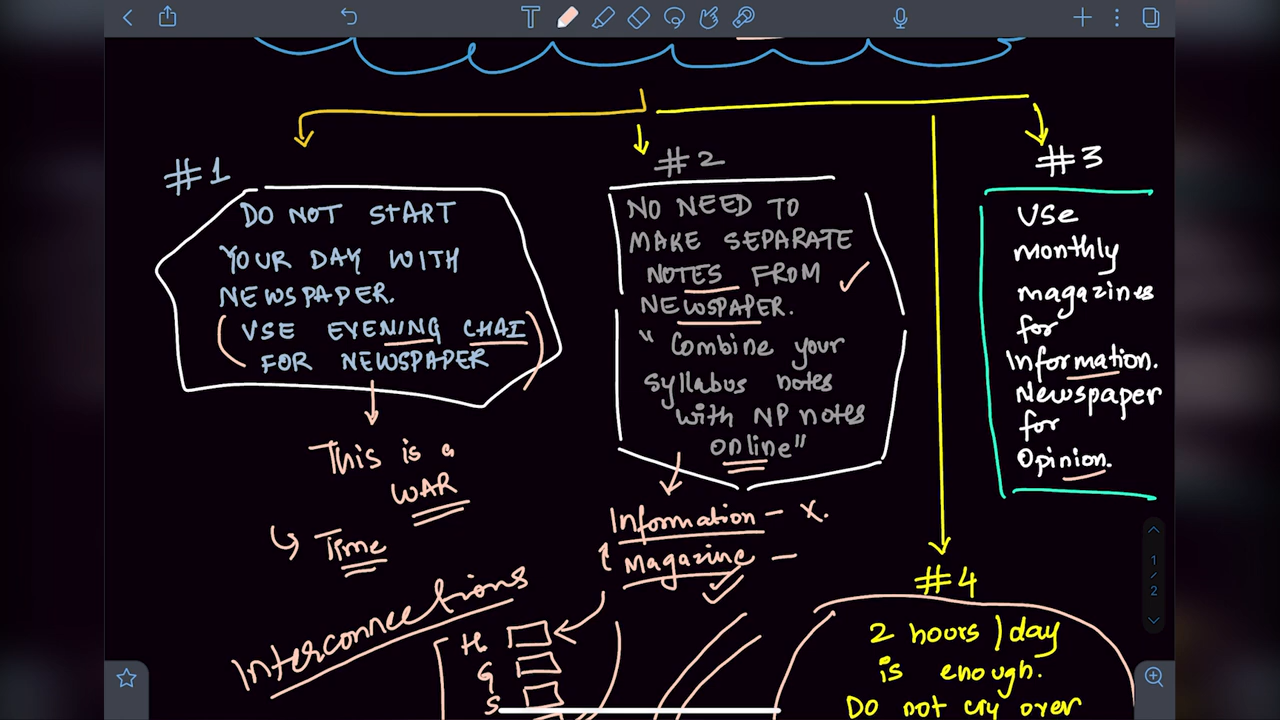 #1
DO NOT START
YOUR DAY WITH
NEWSPAPER.
(USE EVENING CHAI
FOR NEWSPAPER)
This is a
WAR
Time
Interconnections
#2
NO NEED TO
MAKE SEPARATE
NOTES FROM
NEWSPAPER.
"Combine your
syllabus notes
with NP notes
online"
Information - x.
Magazine -
H
G
S
#3
Use
monthly
magazines
for
Information.
Newspaper
for
Opinion.
#4
2 hours/day
is enough.
Do not cry over
1/2